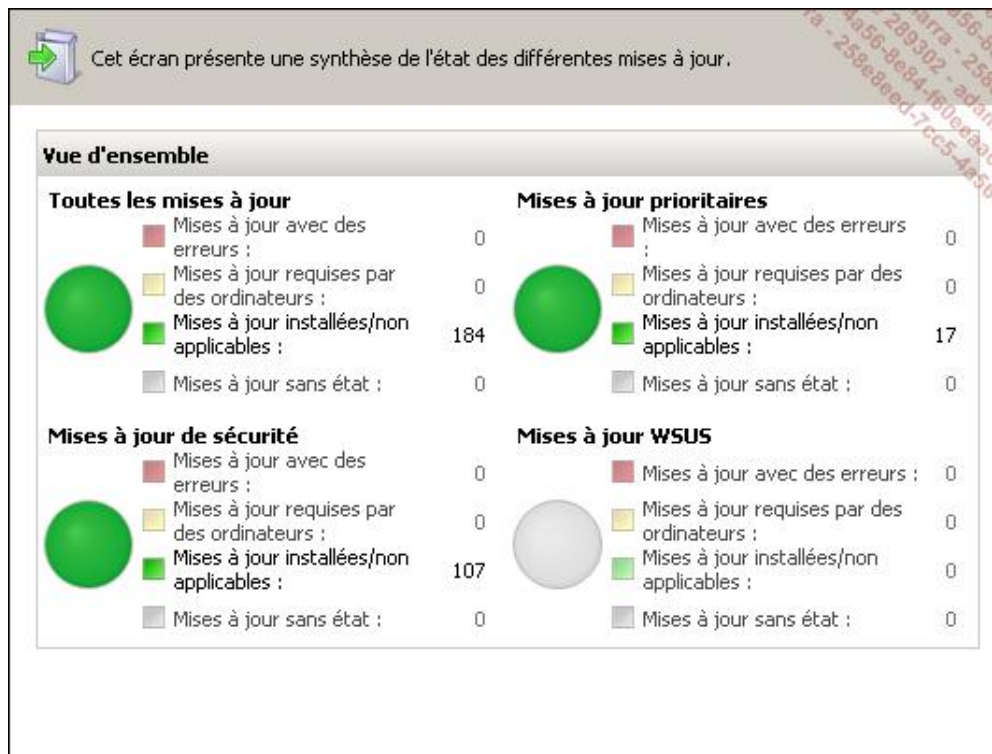 Cet écran présente une synthèse de l'état des différentes mises à jour.
Vue d'ensemble
Toutes les mises à jour
Mises à jour avec des
erreurs :
0
Mises à jour requises par
des ordinateurs :
0
Mises à jour installées/non
applicables :
184
Mises à jour sans état :
0
Mises à jour prioritaires
Mises à jour avec des erreurs
:
0
Mises à jour requises par des
ordinateurs :
0
Mises à jour installées/non
applicables :
17
Mises à jour sans état :
0
Mises à jour de sécurité
Mises à jour avec des
erreurs :
0
Mises à jour requises par
des ordinateurs :
0
Mises à jour installées/non
applicables :
107
Mises à jour sans état :
0
Mises à jour WSUS
Mises à jour avec des erreurs :
0
Mises à jour requises par des
ordinateurs :
0
Mises à jour installées/non
applicables :
0
Mises à jour sans état :
0